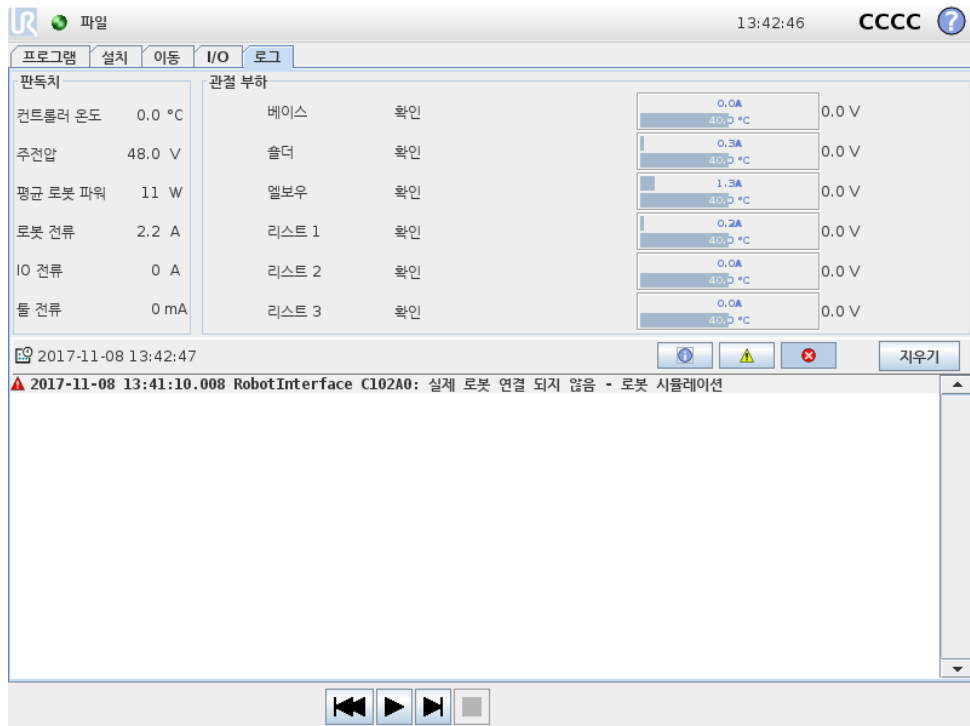 UR 파일 13:42:46 CCCC ?
프로그램 설치 이동 I/O 로그
판독치 관절 부하
컨트롤러 온도 0.0 °C
주전압 48.0 V
평균 로봇 파워 11 W
로봇 전류 2.2 A
IO 전류 0 A
툴 전류 0 mA
베이스 확인 0.0A 40.0 °C 0.0 V
숄더 확인 0.3A 40.0 °C 0.0 V
엘보우 확인 1.3A 40.0 °C 0.0 V
리스트 1 확인 0.2A 40.0 °C 0.0 V
리스트 2 확인 0.0A 40.0 °C 0.0 V
리스트 3 확인 0.0A 40.0 °C 0.0 V
2017-11-08 13:42:47 지우기
2017-11-08 13:41:10.008 RobotInterface C102A0: 실제 로봇 연결 되지 않음 - 로봇 시뮬레이션